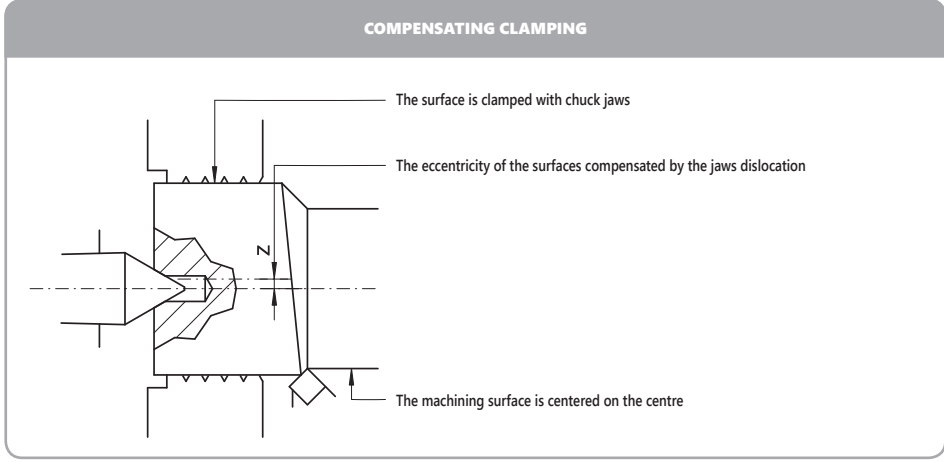 COMPENSATING CLAMPING
The surface is clamped with chuck jaws
The eccentricity of the surfaces compensated by the jaws dislocation
Z
The machining surface is centered on the centre